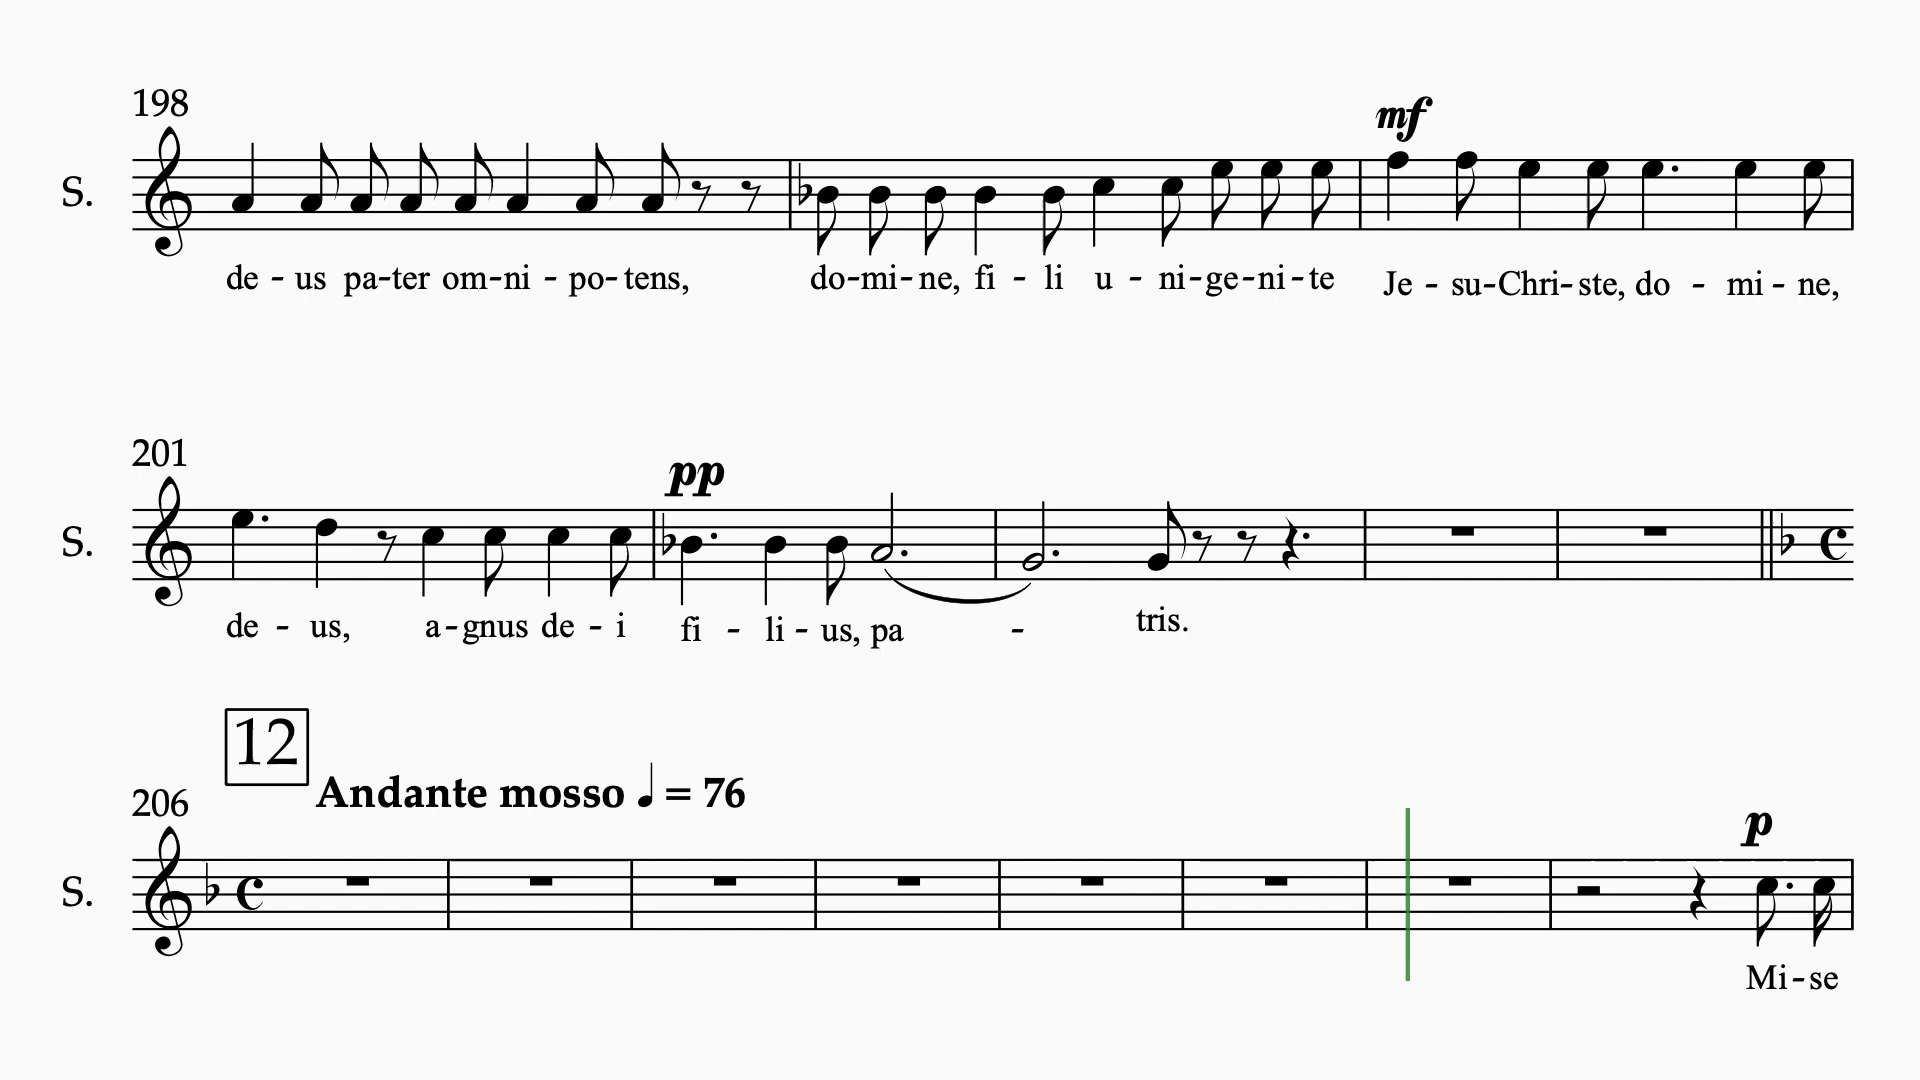 198
mf
S.
de - us pa-ter om-ni - po-tens, do-mi-ne, fi - li u - ni-ge-ni-te Je - su-Chri-ste, do - mi - ne,
201
pp
S.
de - us, a-gnus de - i fi - li - us, pa - tris.
12
Andante mosso ♩ = 76
206
p
S.
Mi-se